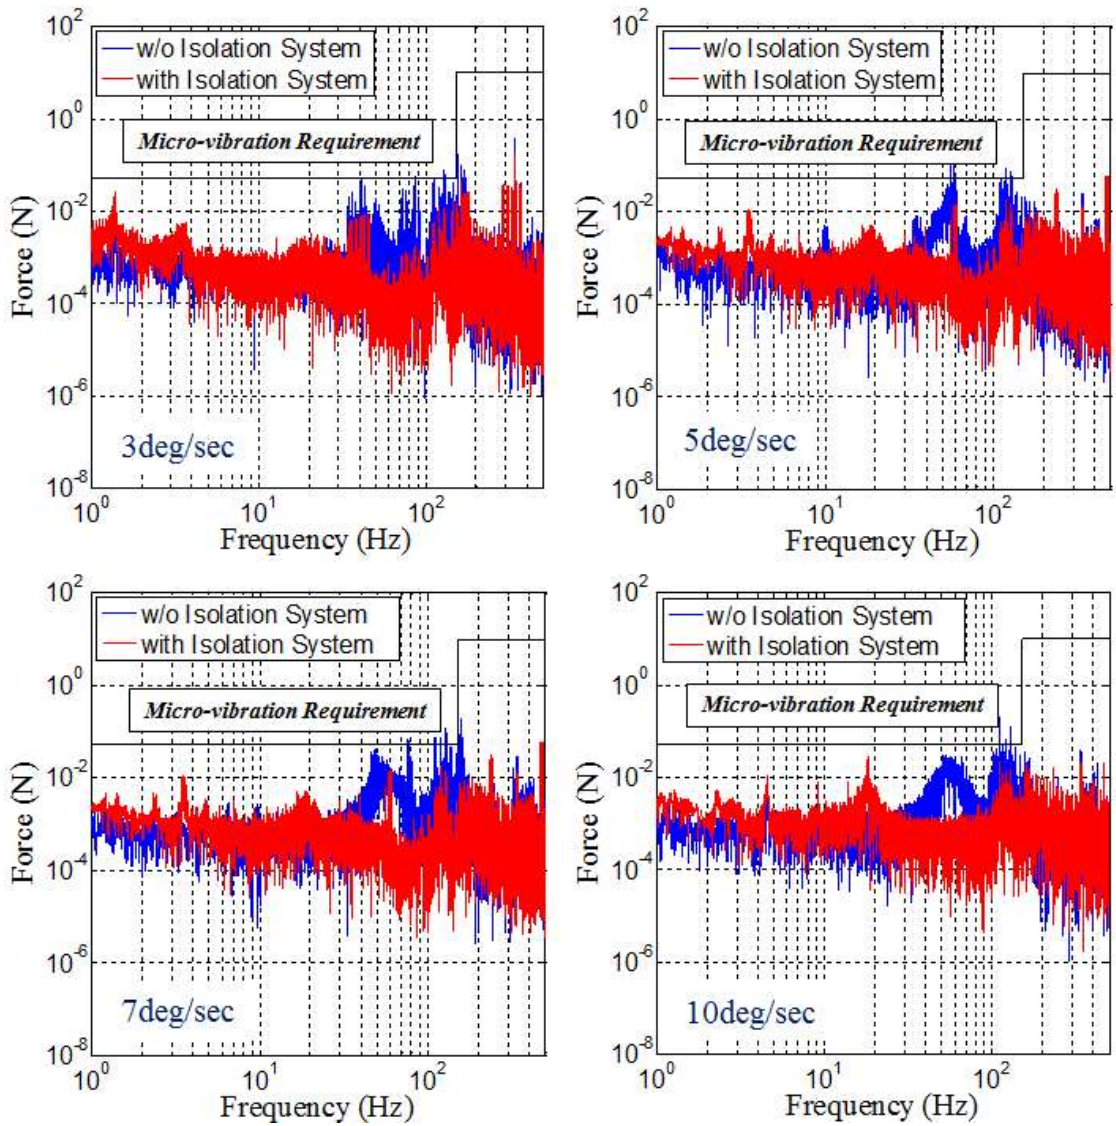 10^2
w/o Isolation System
with Isolation System
10^0
Micro-vibration Requirement
10^-2
Force (N)
10^-4
10^-6
3deg/sec
10^-8
10^0 10^1 10^2
Frequency (Hz)
10^2
w/o Isolation System
with Isolation System
10^0
Micro-vibration Requirement
10^-2
Force (N)
10^-4
10^-6
5deg/sec
10^-8
10^0 10^1 10^2
Frequency (Hz)
10^2
w/o Isolation System
with Isolation System
10^0
Micro-vibration Requirement
10^-2
Force (N)
10^-4
10^-6
7deg/sec
10^-8
10^0 10^1 10^2
Frequency (Hz)
10^2
w/o Isolation System
with Isolation System
10^0
Micro-vibration Requirement
10^-2
Force (N)
10^-4
10^-6
10deg/sec
10^-8
10^0 10^1 10^2
Frequency (Hz)